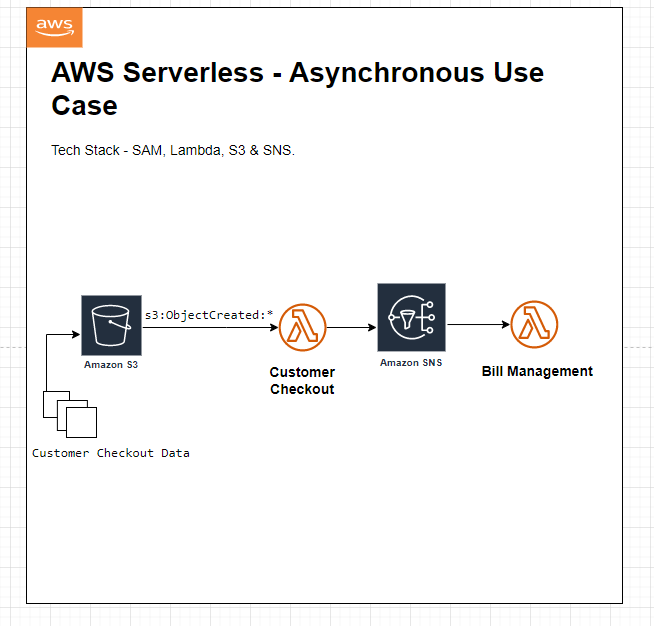 aws
AWS Serverless - Asynchronous Use
Case
Tech Stack - SAM, Lambda, S3 & SNS.
s3:ObjectCreated:*
Amazon S3
Customer
Checkout
Amazon SNS
Bill Management
Customer Checkout Data